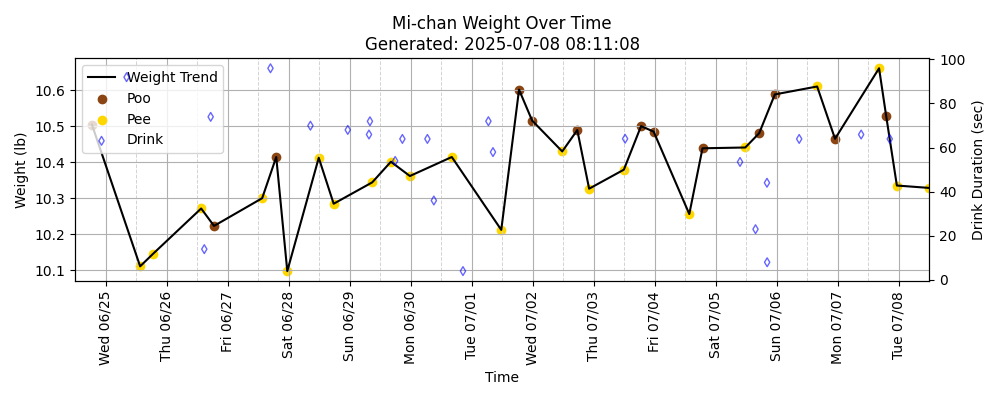 Mi-chan Weight Over Time
Generated: 2025-07-08 08:11:08
Weight Trend
Poo
Pee
Drink
Weight (lb)
10.6
10.5
10.4
10.3
10.2
10.1
100
80
60
40
20
0
Drink Duration (sec)
Wed 06/25
Thu 06/26
Fri 06/27
Sat 06/28
Sun 06/29
Mon 06/30
Tue 07/01
Wed 07/02
Thu 07/03
Fri 07/04
Sat 07/05
Sun 07/06
Mon 07/07
Tue 07/08
Time